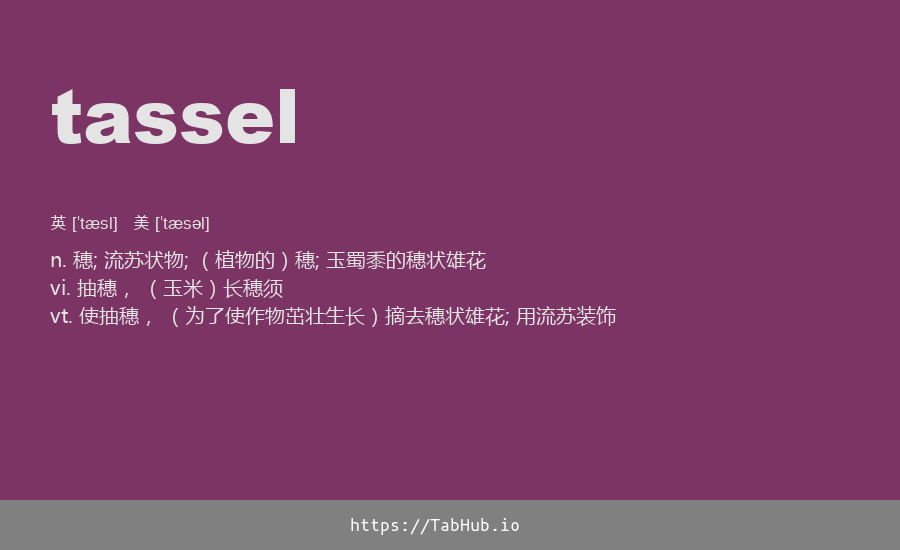 tassel
英 [ˈtæsl] 美 [ˈtæsəl]
n. 穗; 流苏状物; （植物的）穗; 玉蜀黍的穗状雄花
vi. 抽穗， （玉米）长穗须
vt. 使抽穗， （为了使作物茁壮生长）摘去穗状雄花; 用流苏装饰
https://TabHub.io